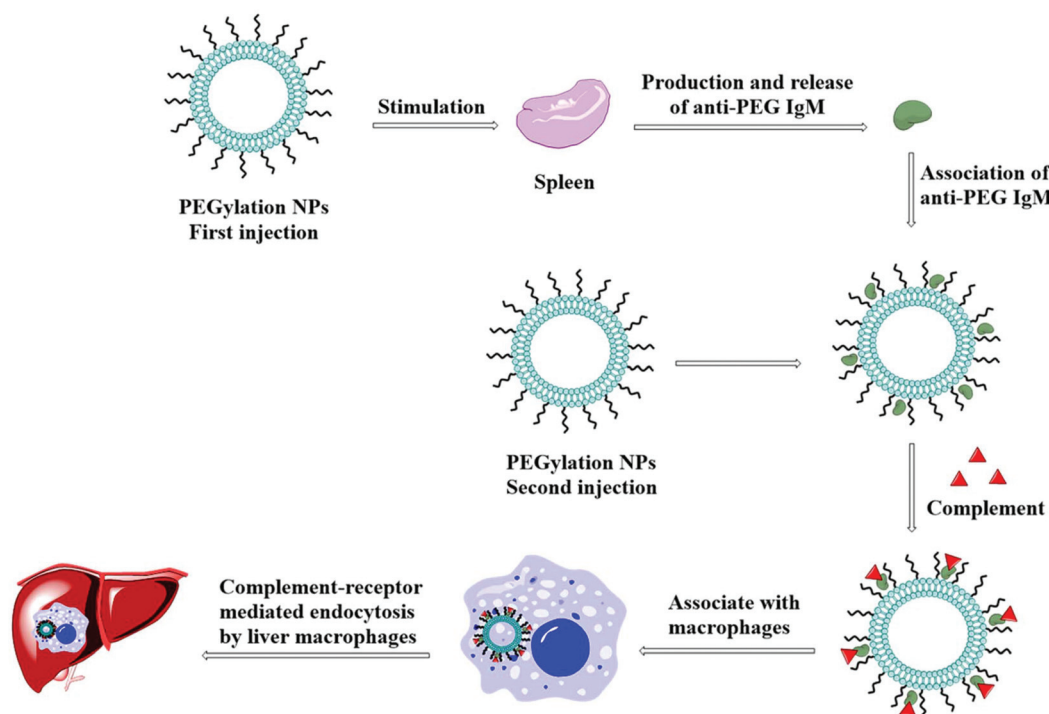 Stimulation
Production and release
of anti-PEG IgM
Spleen
PEGylation NPs
First injection
Association of
anti-PEG IgM
PEGylation NPs
Second injection
Complement
Associate with
macrophages
Complement-receptor
mediated endocytosis
by liver macrophages